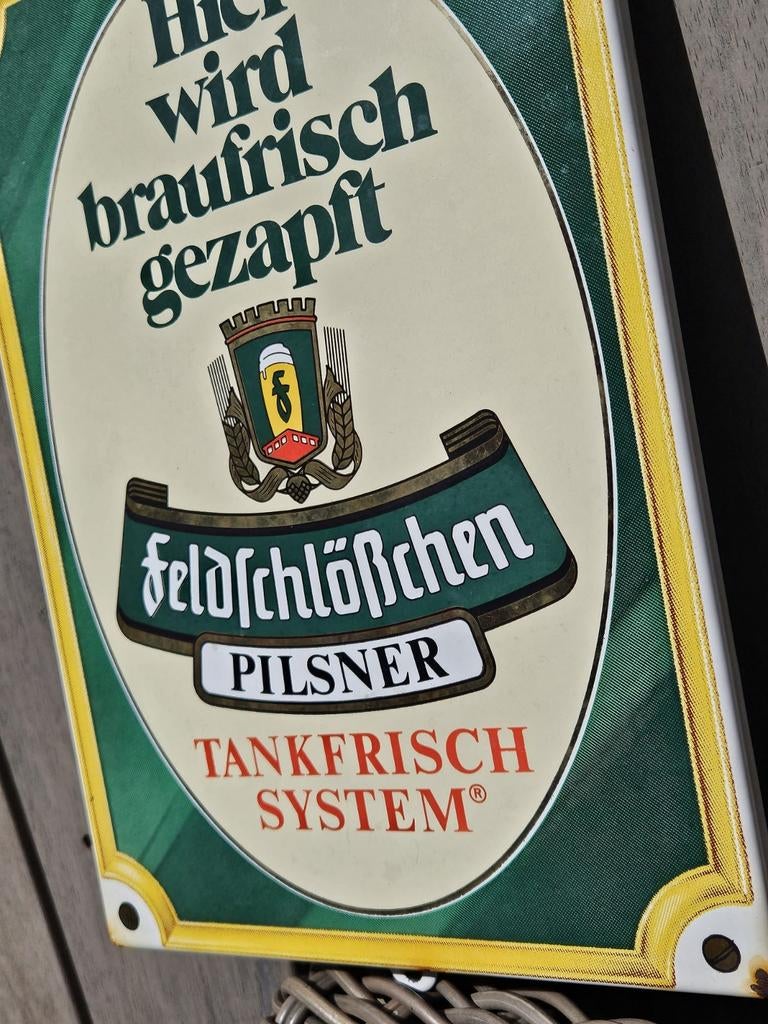 Hier
wird
braufrisch
gezapft
f
Feldſchlößchen
PILSNER
TANKFRISCH
SYSTEM®